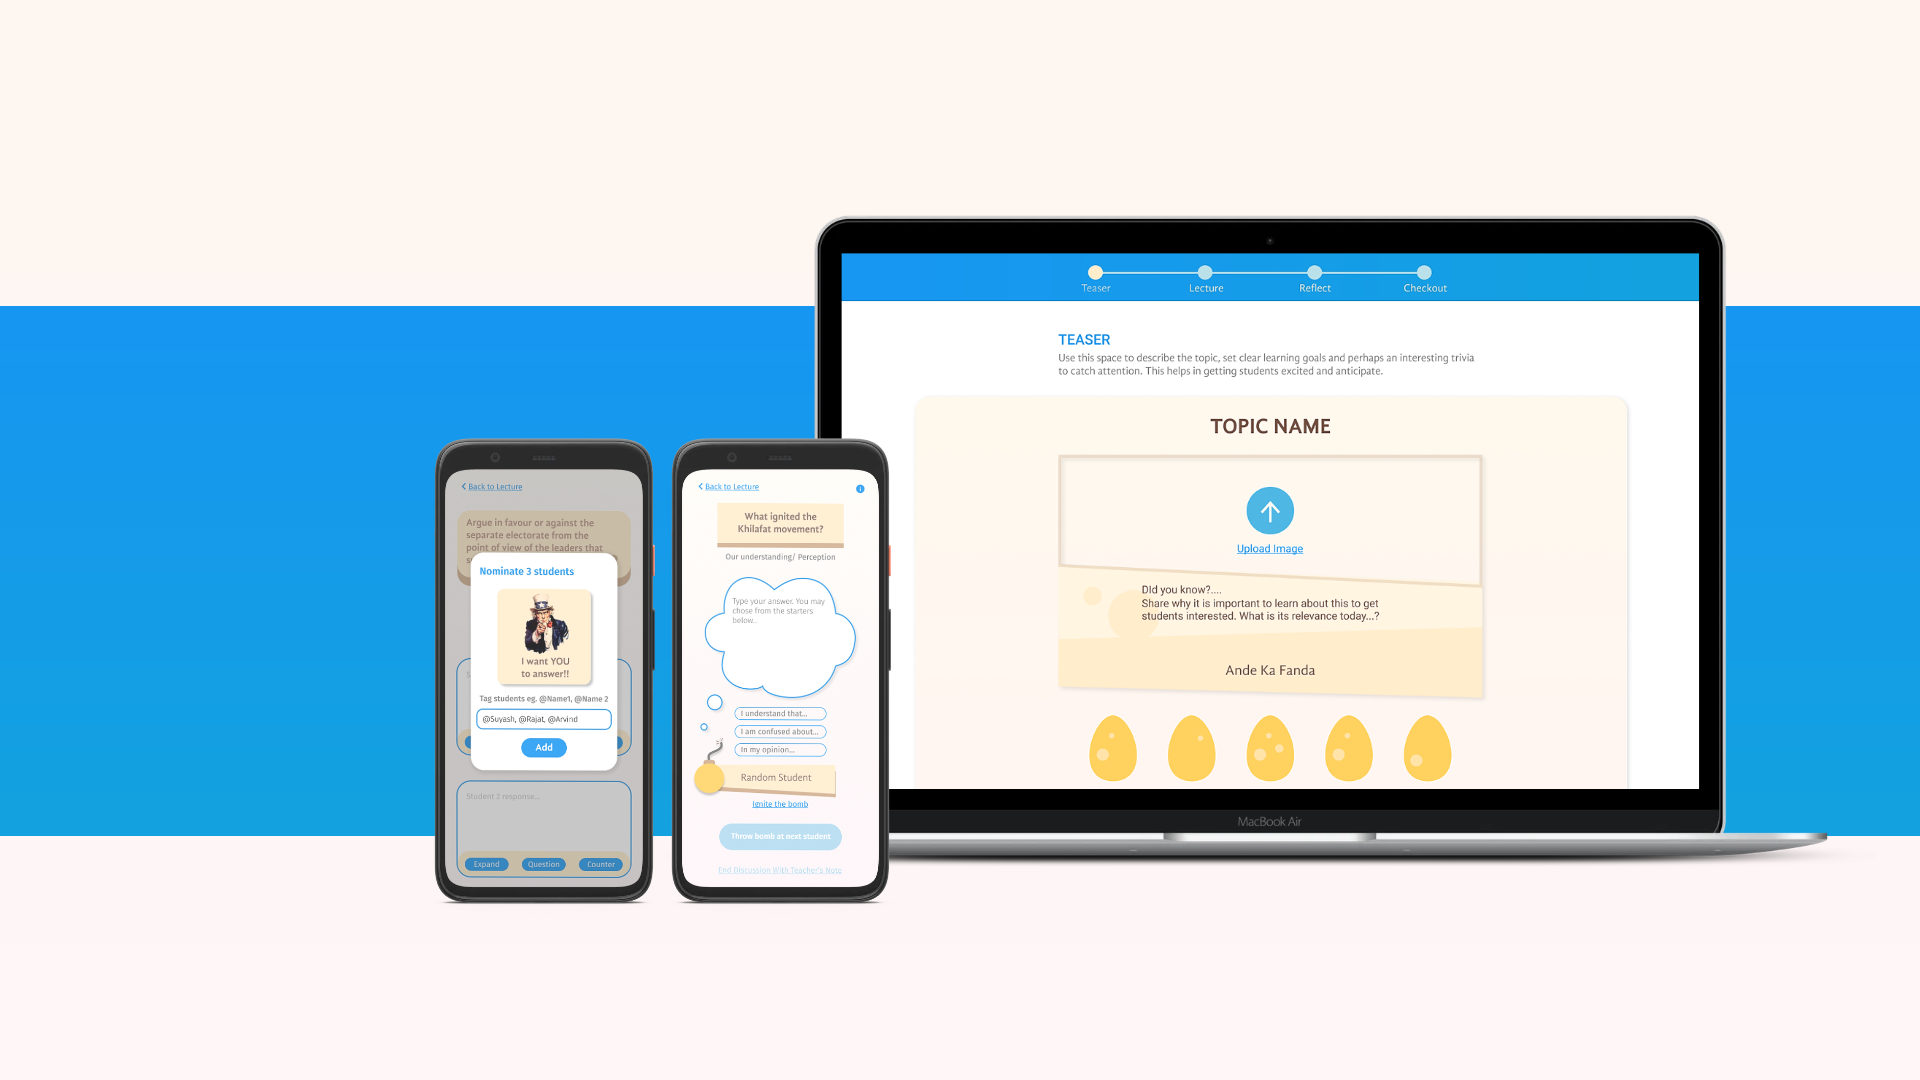 Back to Lecture
Argue in favour or against the
separate electorate from the
point of view of the leaders that
Nominate 3 students
I want YOU
to answer!!
Tag students eg. @Name1, @Name 2
@Suyash, @Rajat, @Arvind
Add
Student 2 response...
Expand
Question
Counter
Back to Lecture
What ignited the
Khilafat movement?
Our understanding/ Perception
Type your answer. You may
chose from the starters
below..
I understand that...
I am confused about...
In my opinion...
Random Student
Ignite the bomb
Throw bomb at next student
End Discussion With Teacher's Note
Teaser
Lecture
Reflect
Checkout
TEASER
Use this space to describe the topic, set clear learning goals and perhaps an interesting trivia
to catch attention. This helps in getting students excited and anticipate.
TOPIC NAME
Upload Image
DId you know?....
Share why it is important to learn about this to get
students interested. What is its relevance today...?
Ande Ka Fanda
MacBook Air